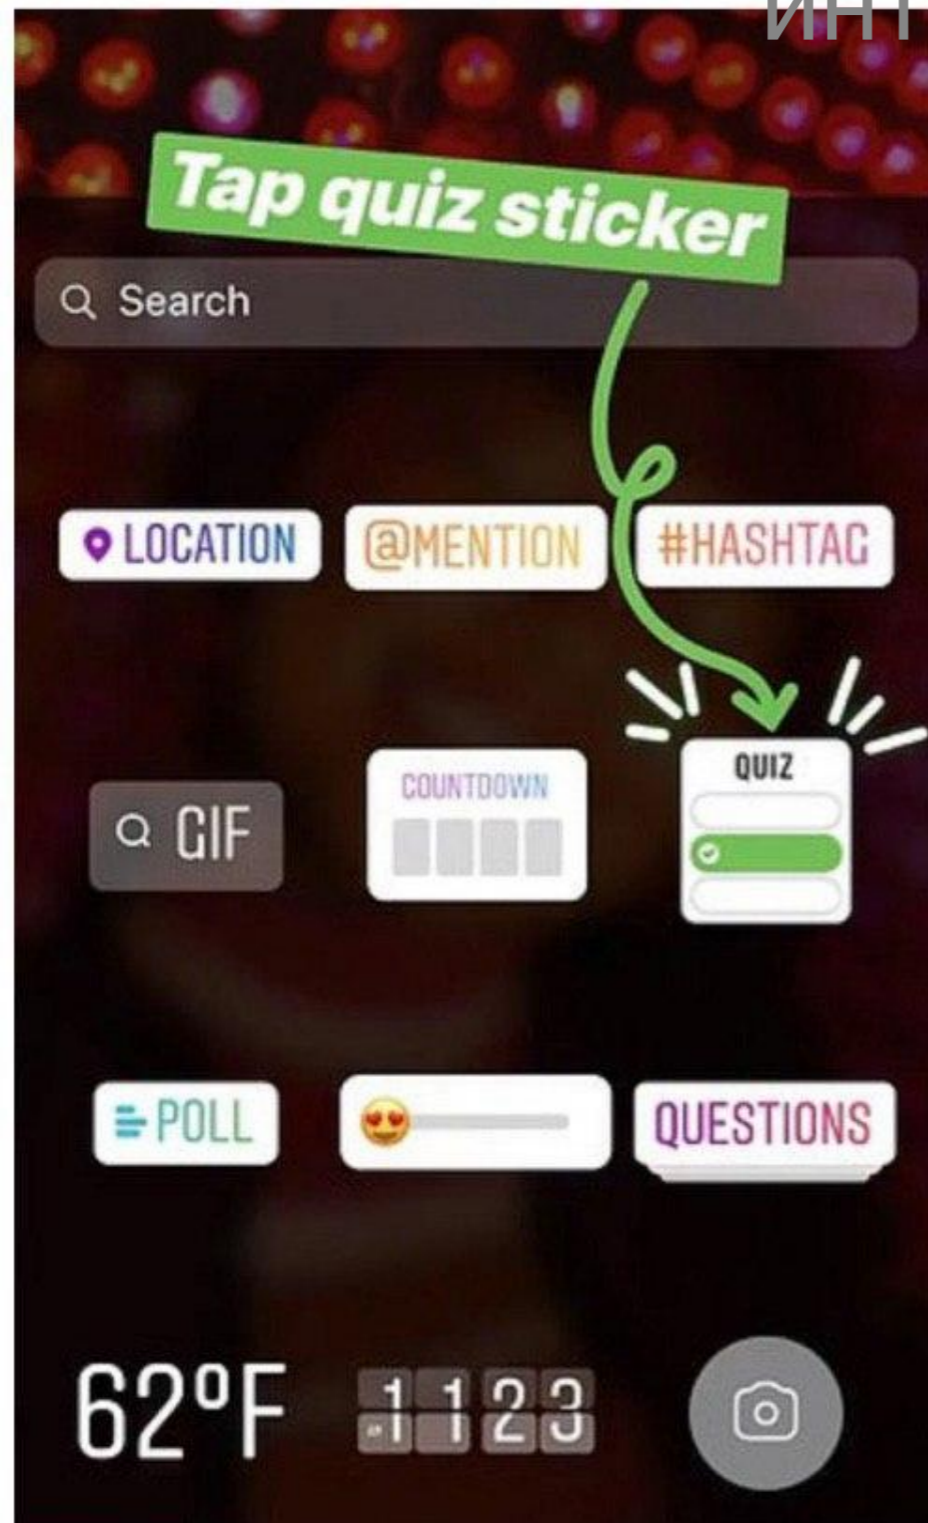 Tap quiz sticker
Search
LOCATION @MENTION #HASHTAG
GIF COUNTDOWN QUIZ
POLL QUESTIONS
62°F 11 23